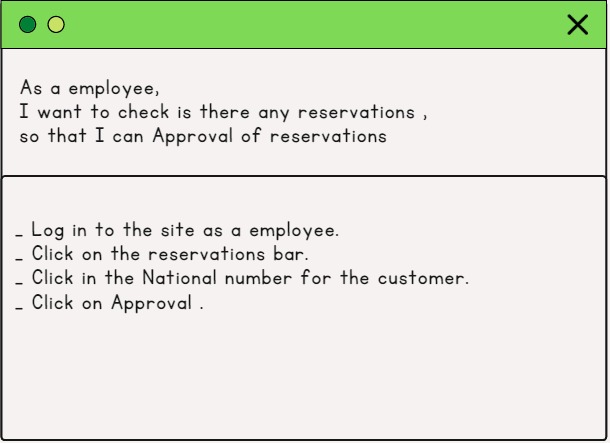 As a employee,
I want to check is there any reservations ,
so that I can Approval of reservations
_ Log in to the site as a employee.
_ Click on the reservations bar.
_ Click in the National number for the customer.
_ Click on Approval .